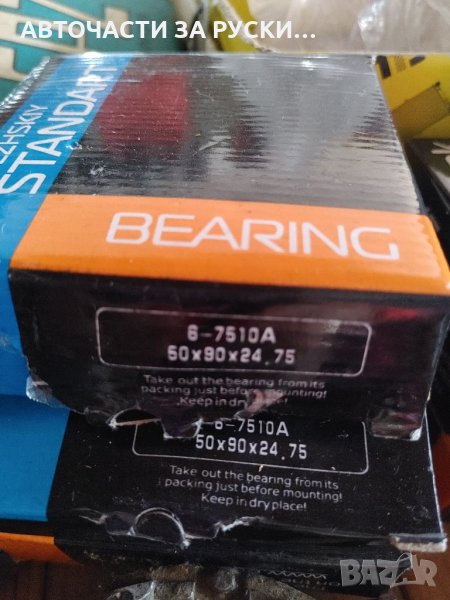 АВТОЧАСТИ ЗА РУСКИ...
STANDAR
BEARING
6-7510A
50x90x24.75
Take out the bearing from its
packing just before mounting!
Keep in dry place!
6-7510A
50x90x24.75
Take out the bearing from its
packing just before mounting!
Keep in dry place!
BAZAR